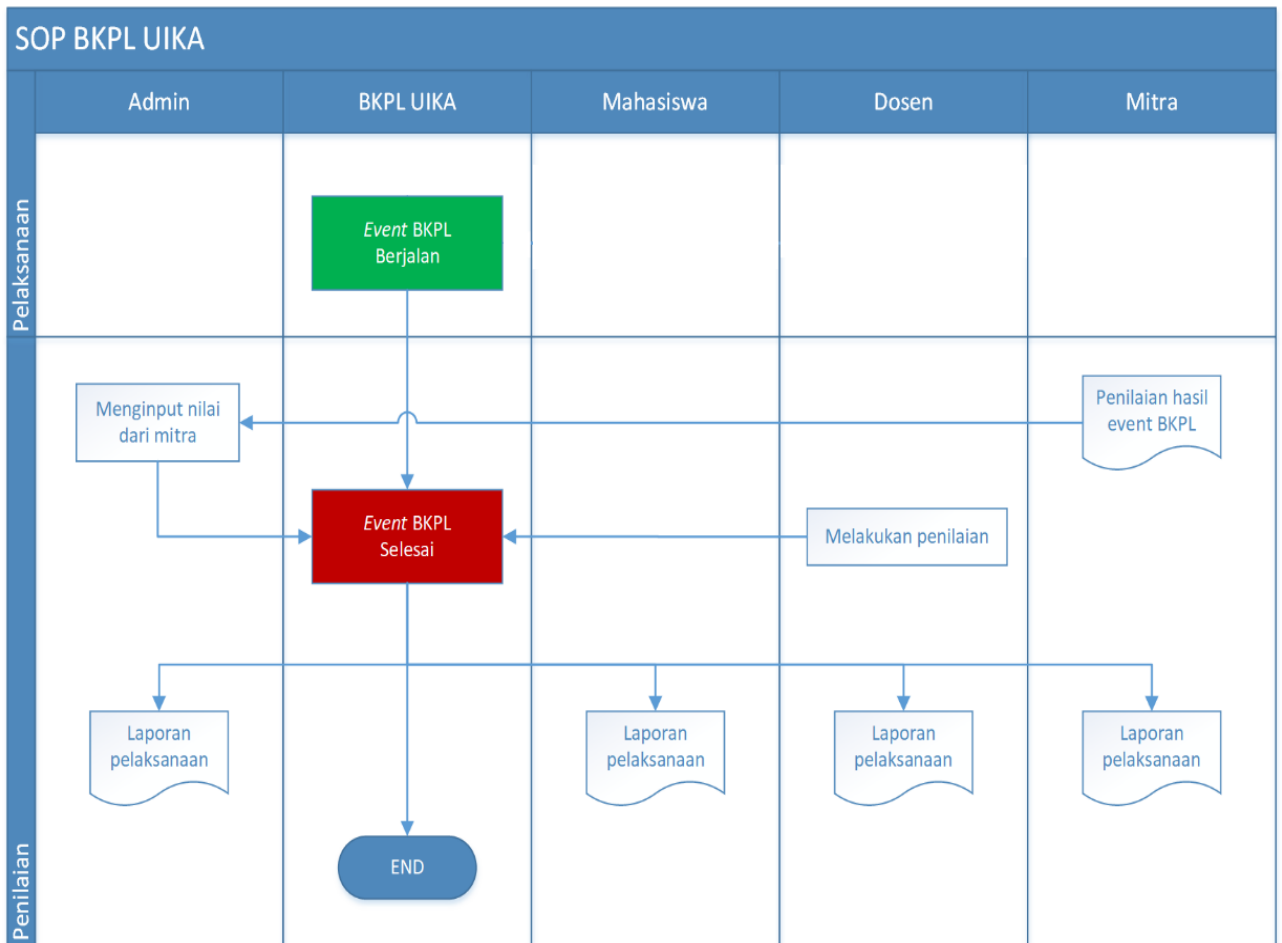 SOP BKPL UIKA
Admin
BKPL UIKA
Mahasiswa
Dosen
Mitra
Pelaksanaan
Event BKPL
Berjalan
Menginput nilai
dari mitra
Penilaian hasil
event BKPL
Event BKPL
Selesai
Melakukan penilaian
Laporan
pelaksanaan
Laporan
pelaksanaan
Laporan
pelaksanaan
Laporan
pelaksanaan
END
Penilaian